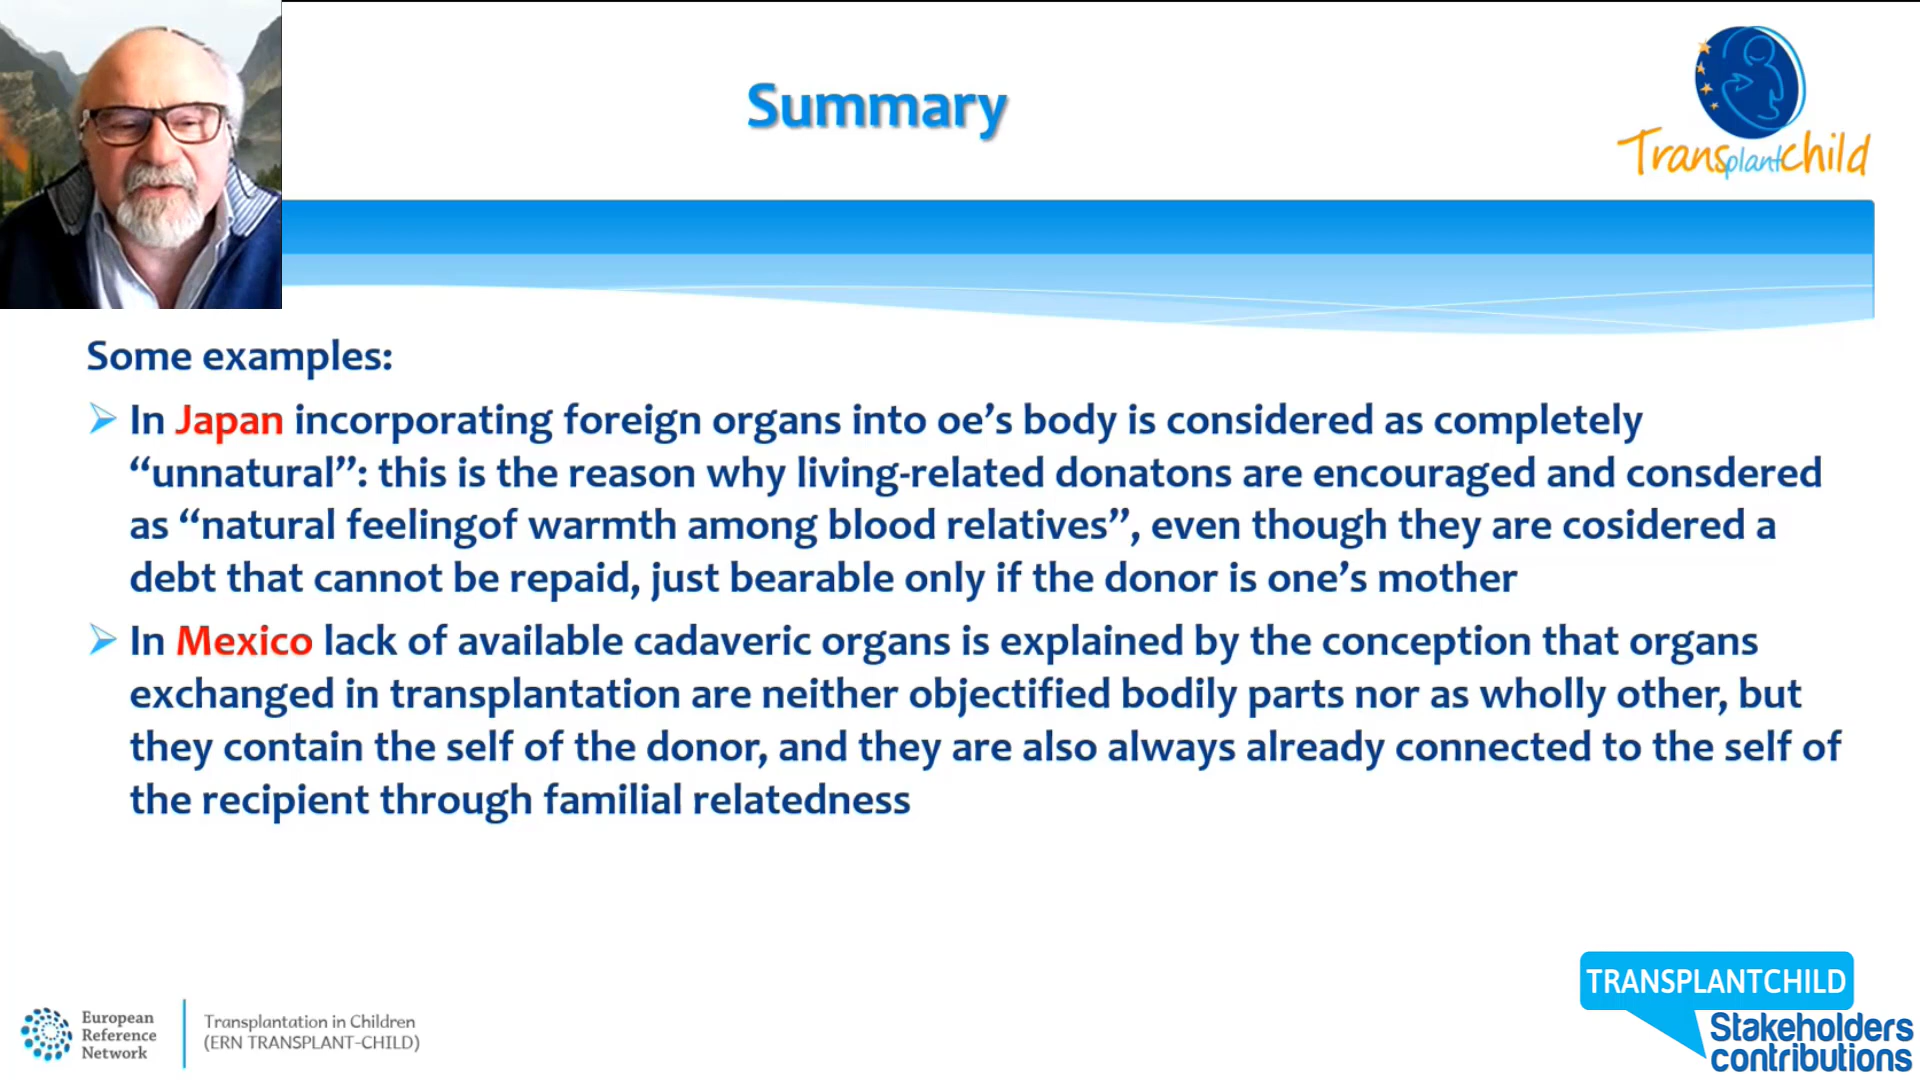 Summary
Transplantchild
Some examples:
In Japan incorporating foreign organs into oe’s body is considered as completely
“unnatural”: this is the reason why living-related donatons are encouraged and consdered
as “natural feelingof warmth among blood relatives”, even though they are cosidered a
debt that cannot be repaid, just bearable only if the donor is one’s mother
In Mexico lack of available cadaveric organs is explained by the conception that organs
exchanged in transplantation are neither objectified bodily parts nor as wholly other, but
they contain the self of the donor, and they are also always already connected to the self of
the recipient through familial relatedness
European
Reference
Network
Transplantation in Children
(ERN TRANSPLANT-CHILD)
TRANSPLANTCHILD
Stakeholders
contributions